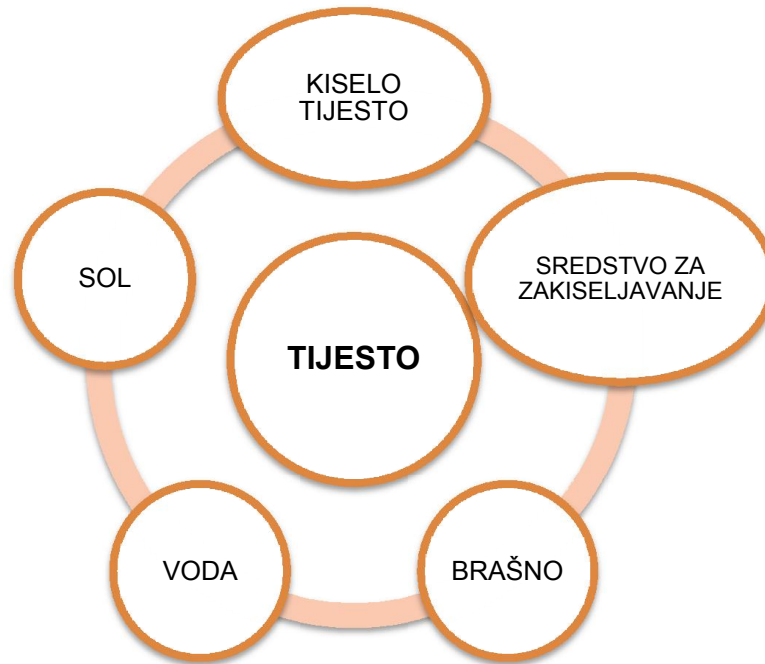 KISELO
TIJESTO
SREDSTVO ZA
ZAKISELJAVANJE
SOL
TIJESTO
VODA
BRAŠNO